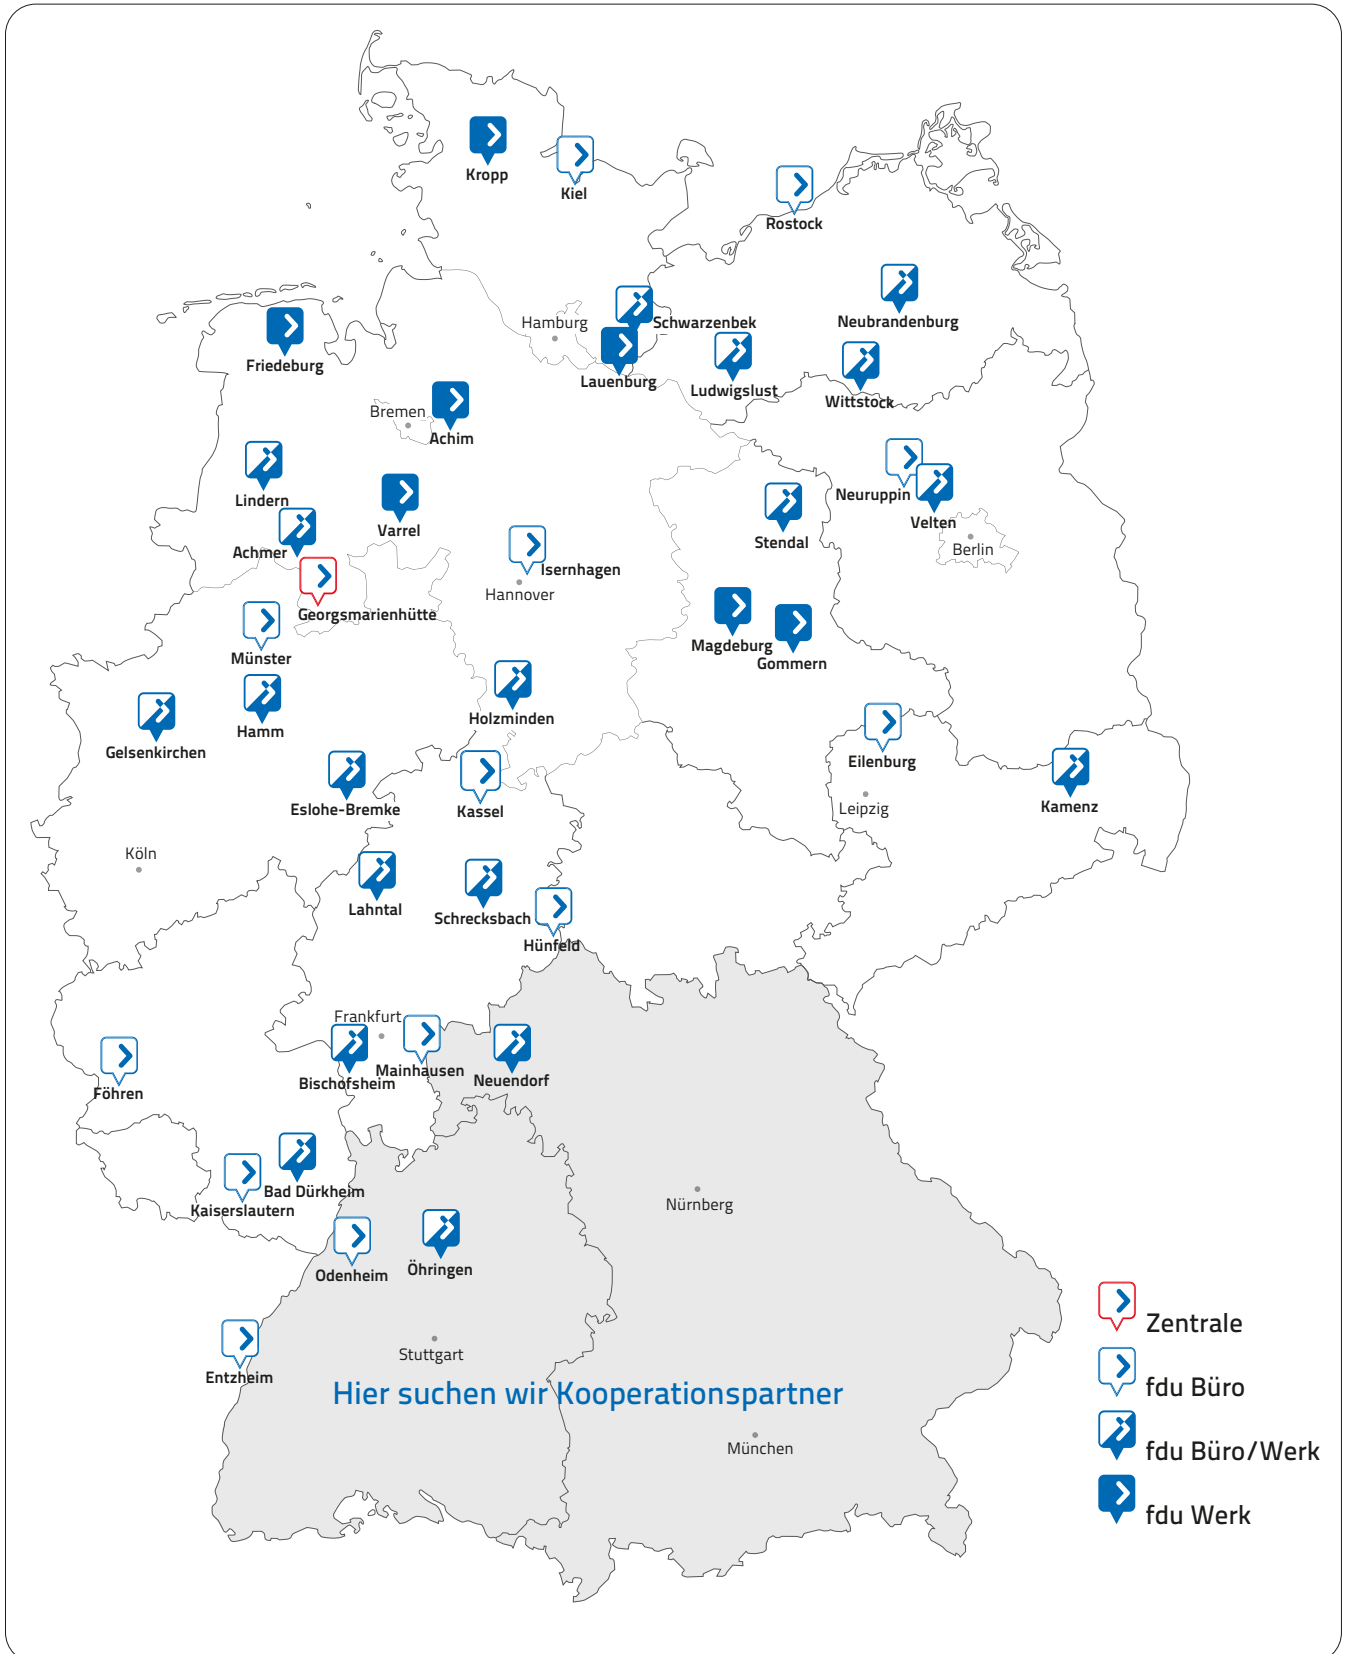 Kropp
Kiel
Rostock
Hamburg
Schwarzenbek
Neubrandenburg
Friedeburg
Lauenburg
Ludwigslust
Wittstock
Bremen
Achim
Lindern
Varrel
Neuruppin
Velten
Stendal
Achmer
Berlin
Isernhagen
Hannover
Georgsmarienhütte
Münster
Magdeburg
Gommern
Holzminden
Hamm
Gelsenkirchen
Eilenburg
Eslohe-Bremke
Kassel
Leipzig
Kamenz
Köln
Lahntal
Schrecksbach
Hünfeld
Frankfurt
Mainhausen
Bischofsheim
Neuendorf
Föhren
Bad Dürkheim
Kaiserslautern
Nürnberg
Odenheim
Öhringen
Stuttgart
Entzheim
Hier suchen wir Kooperationspartner
München
Zentrale
fdu Büro
fdu Büro/Werk
fdu Werk